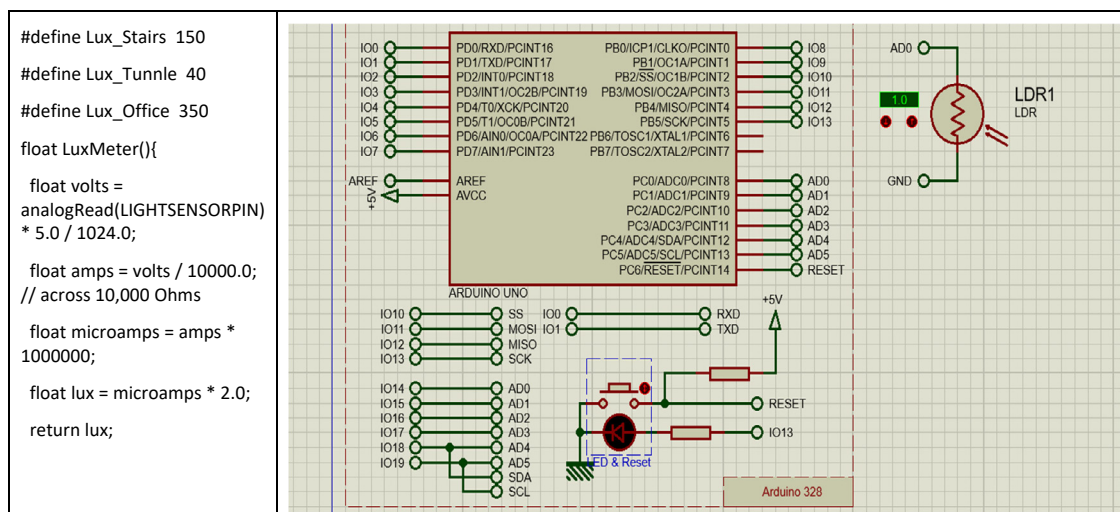 #define Lux_Stairs 150
#define Lux_Tunnle 40
#define Lux_Office 350
float LuxMeter(){
float volts =
analogRead(LIGHTSENSORPIN)
* 5.0 / 1024.0;
float amps = volts / 10000.0;
// across 10,000 Ohms
float microamps = amps *
1000000;
float lux = microamps * 2.0;
return lux;
IO0 PD0/RXD/PCINT16 PB0/ICP1/CLKO/PCINT0 IO8
IO1 PD1/TXD/PCINT17 PB1/OC1A/PCINT1 IO9
IO2 PD2/INT0/PCINT18 PB2/SS/OC1B/PCINT2 IO10
IO3 PD3/INT1/OC2B/PCINT19 PB3/MOSI/OC2A/PCINT3 IO11
IO4 PD4/T0/XCK/PCINT20 PB4/MISO/PCINT4 IO12
IO5 PD5/T1/OC0B/PCINT21 PB5/SCK/PCINT5 IO13
IO6 PD6/AIN0/OC0A/PCINT22 PB6/TOSC1/XTAL1/PCINT6
IO7 PD7/AIN1/PCINT23 PB7/TOSC2/XTAL2/PCINT7
AREF AREF PC0/ADC0/PCINT8 AD0
+5V AVCC PC1/ADC1/PCINT9 AD1
PC2/ADC2/PCINT10 AD2
PC3/ADC3/PCINT11 AD3
PC4/ADC4/SDA/PCINT12 AD4
PC5/ADC5/SCL/PCINT13 AD5
PC6/RESET/PCINT14 RESET
ARDUINO UNO
AD0
1.0
LDR1
LDR
GND
IO10 SS IO0 RXD
IO11 MOSI IO1 TXD
IO12 MISO
IO13 SCK
+5V
IO14 AD0
IO15 AD1
IO16 AD2
IO17 AD3
IO18 AD4
IO19 AD5
SDA
SCL
RESET
IO13
LED & Reset
Arduino 328